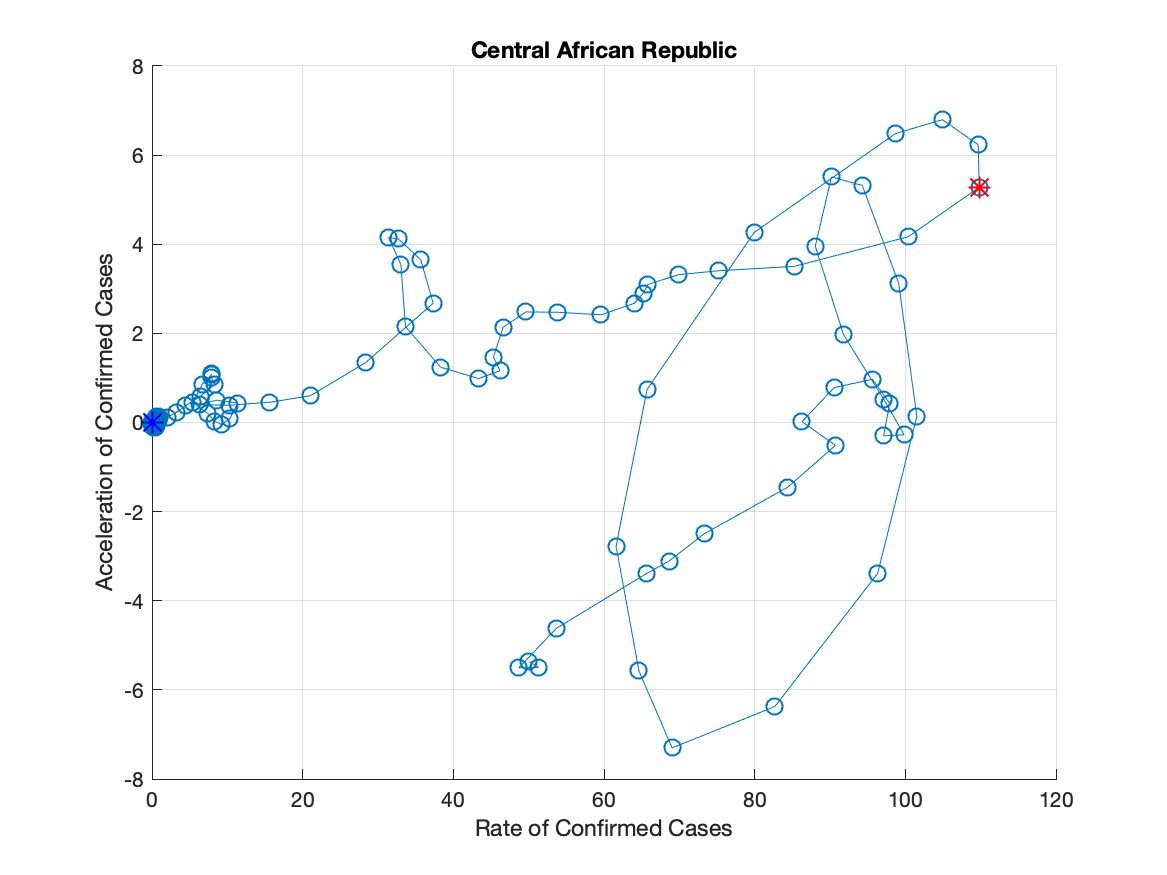 Central African Republic
8
6
4
2
0
-2
-4
-6
-8
Acceleration of Confirmed Cases
0 20 40 60 80 100 120
Rate of Confirmed Cases